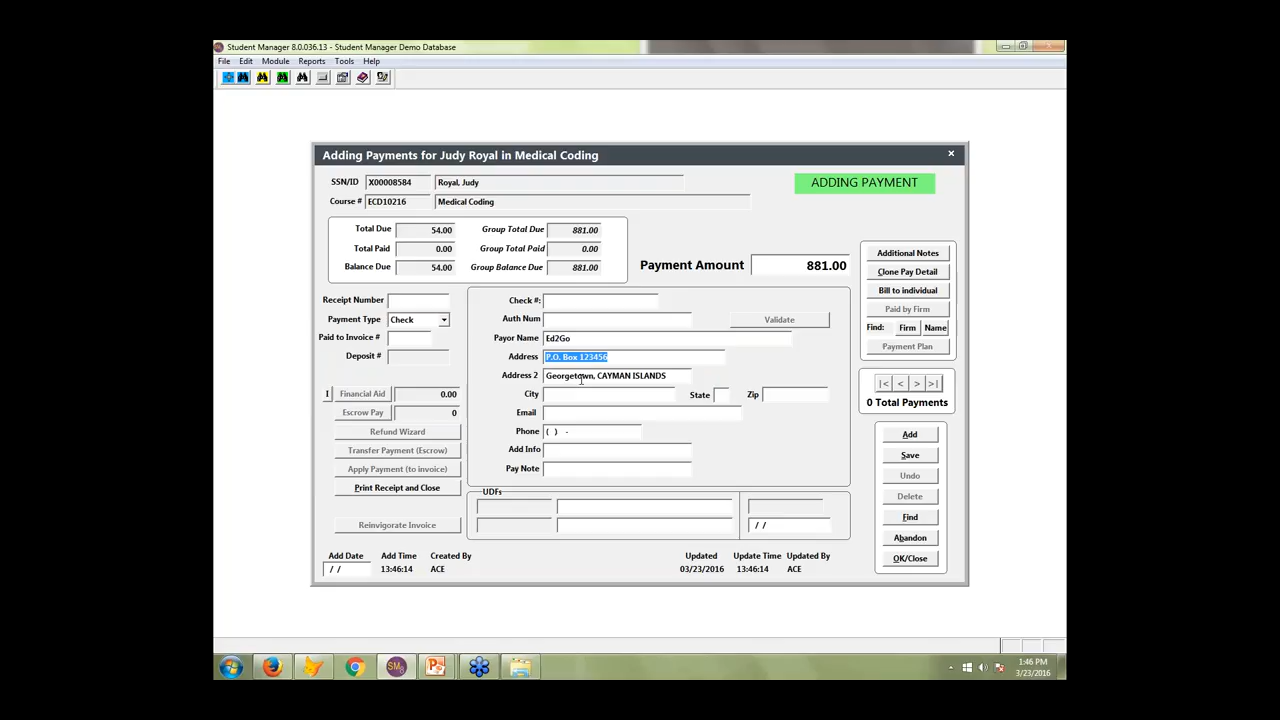 Student Manager 8.0.036.13 - Student Manager Demo Database
File Edit Module Reports Tools Help
Adding Payments for Judy Royal in Medical Coding
SSN/ID X00008584 Royal, Judy
ADDING PAYMENT
Course # ECD10216 Medical Coding
Total Due 54.00 Group Total Due 881.00
Total Paid 0.00 Group Total Paid 0.00
Balance Due 54.00 Group Balance Due 881.00
Payment Amount 881.00
Additional Notes
Clone Pay Detail
Bill to individual
Paid by Firm
Find: Firm Name
Payment Plan
Receipt Number
Payment Type Check
Paid to Invoice #
Deposit #
Check #:
Auth Num
Validate
Payor Name Ed2Go
Address P.O. Box 123456
Address 2 Georgetown, CAYMAN ISLANDS
City State Zip
Email
Phone ( ) -
Add Info
Pay Note
I Financial Aid 0.00
Escrow Pay 0
Refund Wizard
Transfer Payment (Escrow)
Apply Payment (to invoice)
Print Receipt and Close
Reinvigorate Invoice
|< < > >|
0 Total Payments
Add
Save
Undo
Delete
Find
Abandon
OK/Close
UDFs
/ /
Add Date Add Time Created By Updated Update Time Updated By
/ / 13:46:14 ACE 03/23/2016 13:46:14 ACE
SM8
1:46 PM
3/23/2016